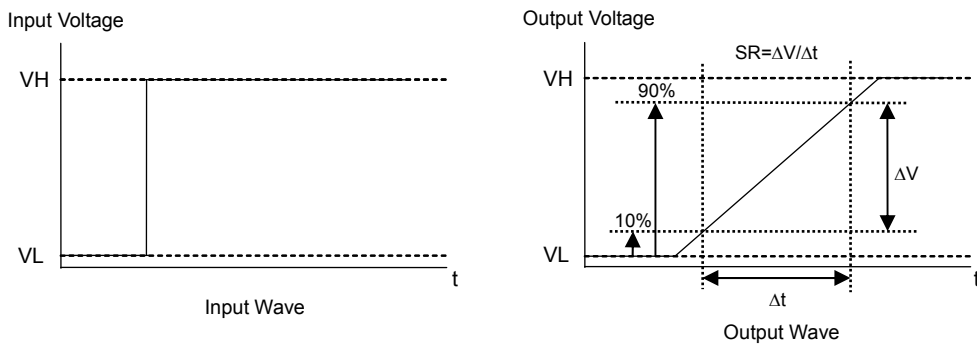 Input Voltage
VH
VL
t
Input Wave
Output Voltage
SR=ΔV/Δt
VH
90%
ΔV
10%
VL
t
Δt
Output Wave